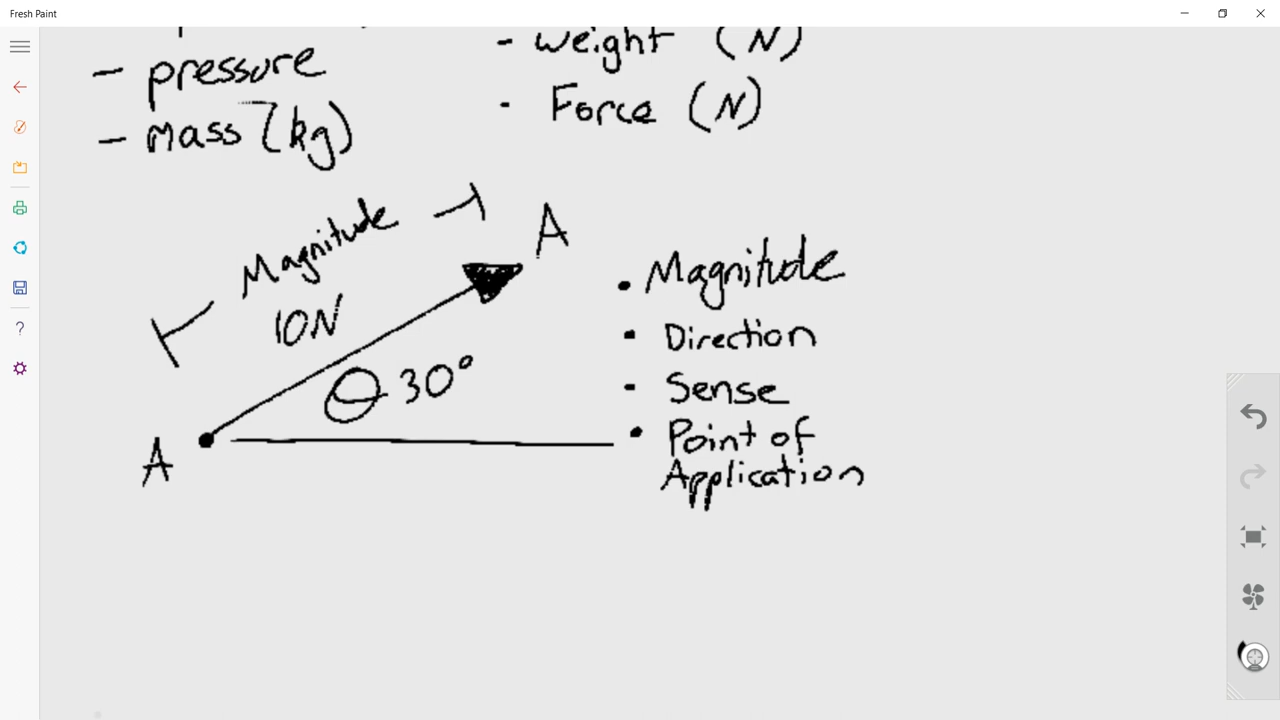 Fresh Paint
- weight (N)
- pressure
- Force (N)
- mass (kg)
Magnitude
A
10N
θ 30°
A
• Magnitude
• Direction
• Sense
• Point of
Application
?